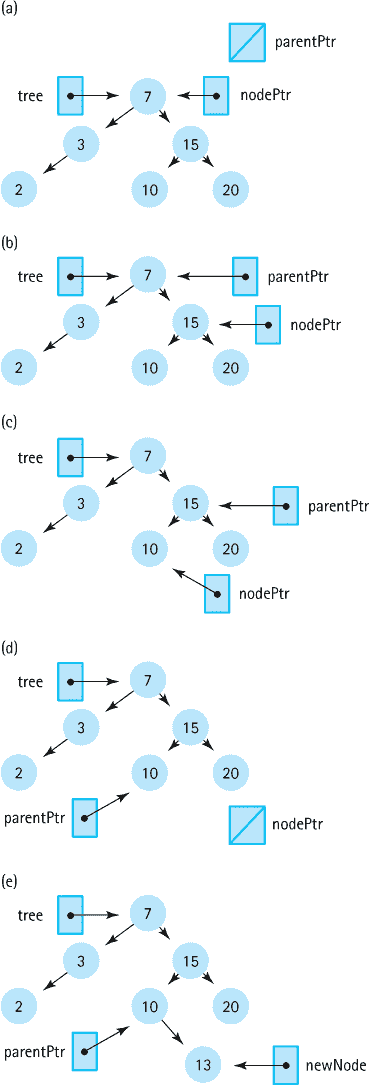 (a)
parentPtr
tree 7 nodePtr
3 15
2 10 20
(b)
tree 7 parentPtr
3 15 nodePtr
2 10 20
(c)
tree 7
3 15 parentPtr
2 10 20
nodePtr
(d)
tree 7
3 15
2 10 20
parentPtr nodePtr
(e)
tree 7
3 15
2 10 20
parentPtr 13 newNode